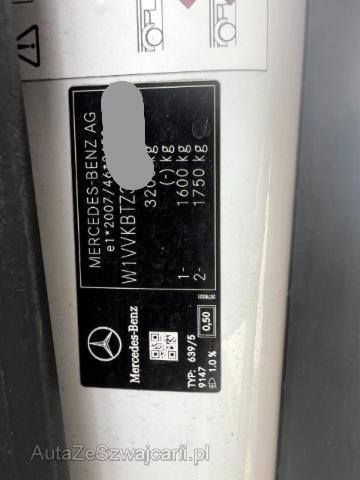 MERCEDES-BENZ AG
e1*2007/46*
W1VVKBTZ
320 kg
(-) kg
1- 1600 kg
2- 1750 kg
Mercedes-Benz
TYP: 639/5
9147 0,50
1.0 %
AutaZeSzwajcarii.pl